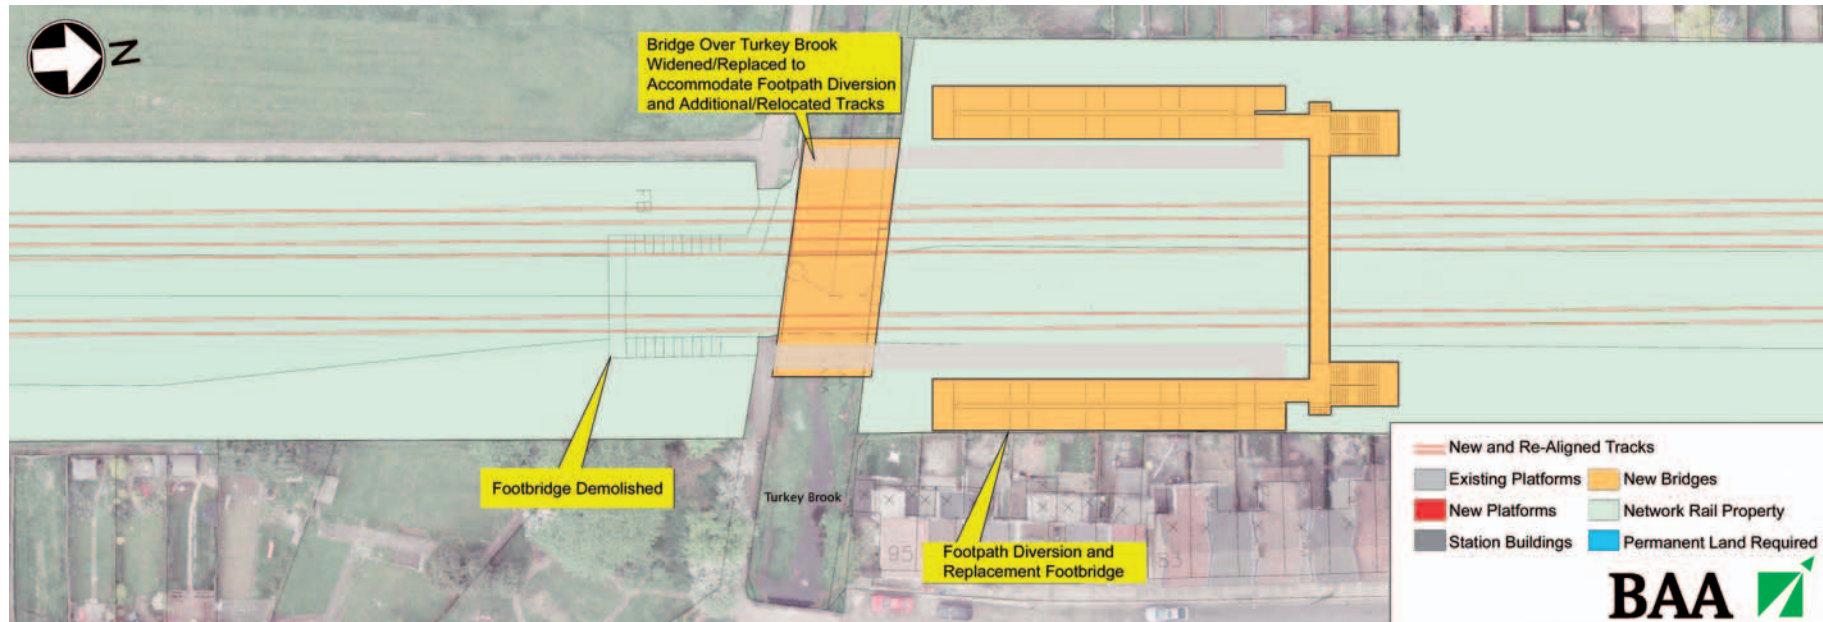 N
Bridge Over Turkey Brook
Widened/Replaced to
Accommodate Footpath Diversion
and Additional/Relocated Tracks
FB
Footbridge Demolished
Turkey Brook
95
83
Footpath Diversion and
Replacement Footbridge
New and Re-Aligned Tracks
Existing Platforms
New Bridges
New Platforms
Network Rail Property
Station Buildings
Permanent Land Required
BAA